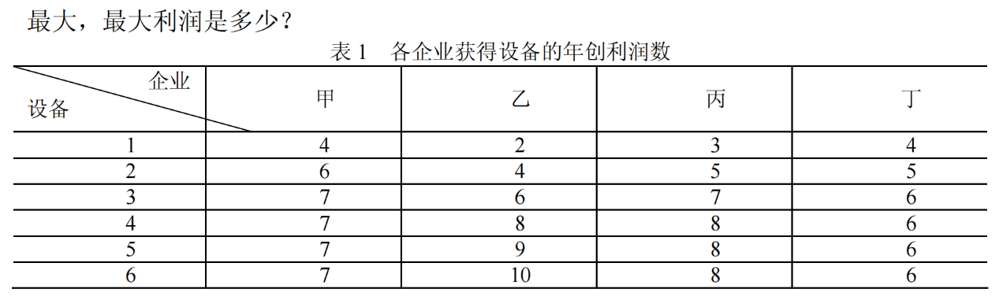 最大，最大利润是多少？
表 1 各企业获得设备的年创利润数
企业
设备 甲 乙 丙 丁
1 4 2 3 4
2 6 4 5 5
3 7 6 7 6
4 7 8 8 6
5 7 9 8 6
6 7 10 8 6